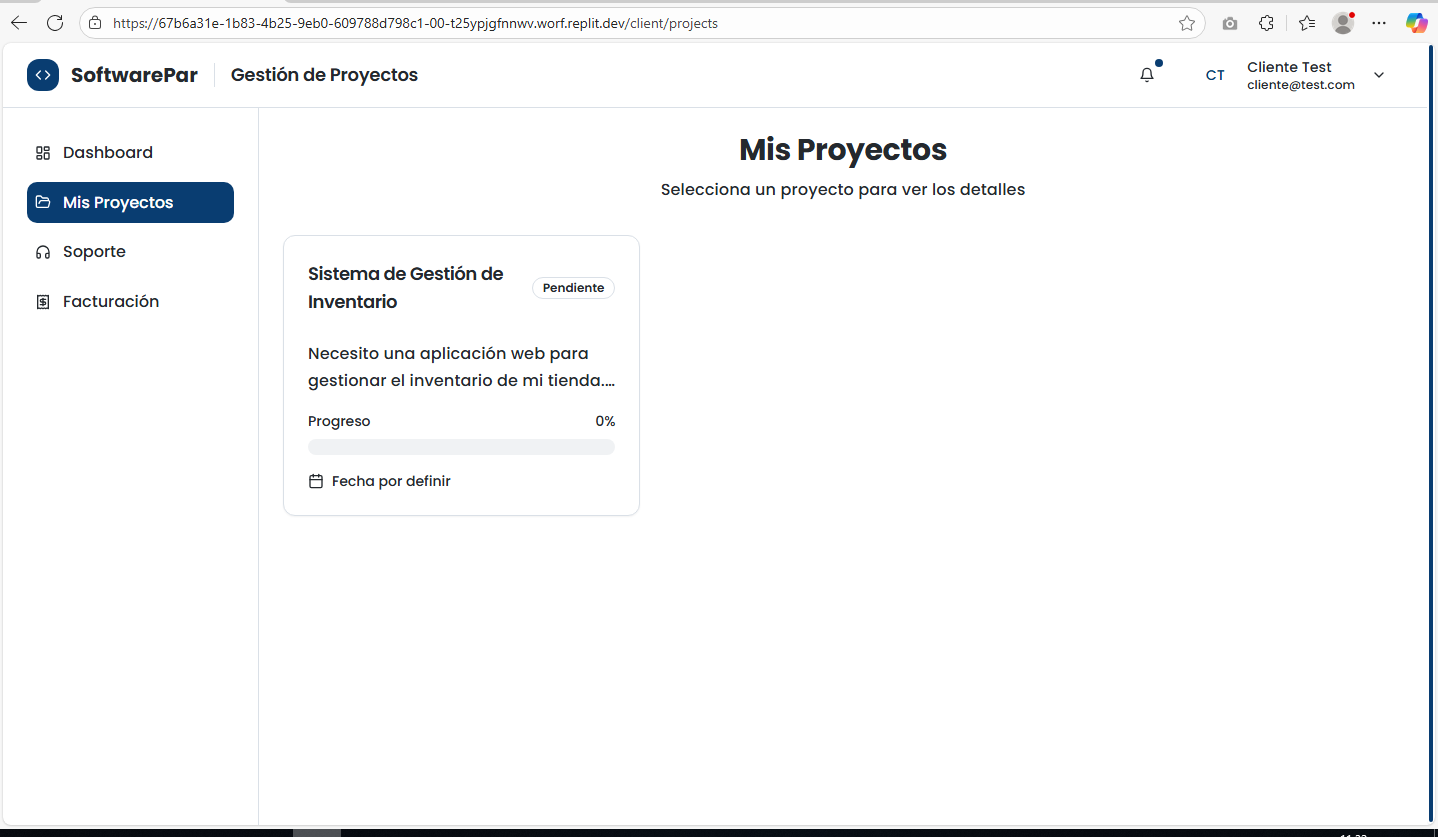 https://67b6a31e-1b83-4b25-9eb0-609788d798c1-00-t25ypjgfnnwv.worf.replit.dev/client/projects
SoftwarePar
Gestión de Proyectos
CT
Cliente Test
cliente@test.com
Dashboard
Mis Proyectos
Soporte
Facturación
Mis Proyectos
Selecciona un proyecto para ver los detalles
Sistema de Gestión de
Inventario
Pendiente
Necesito una aplicación web para
gestionar el inventario de mi tienda....
Progreso
0%
Fecha por definir